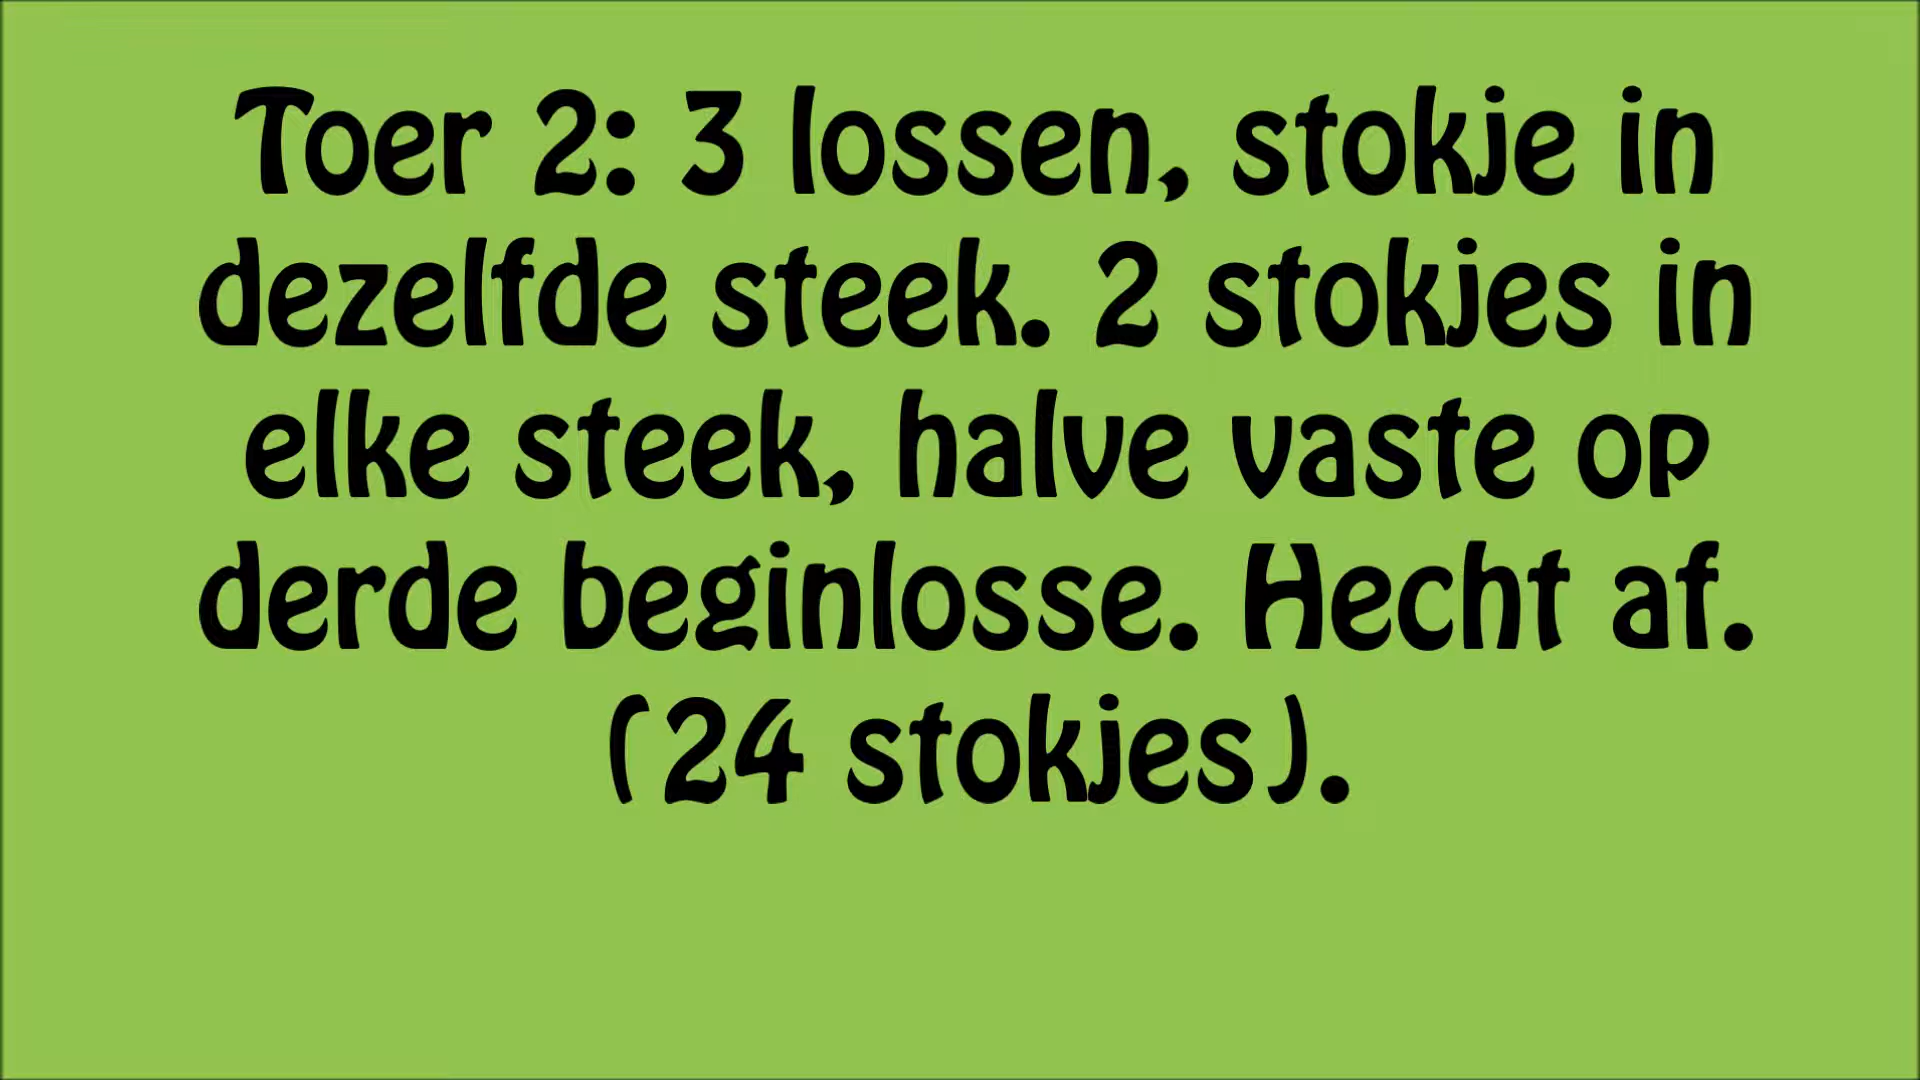 Toer 2: 3 lossen, stokje in
dezelfde steek. 2 stokjes in
elke steek, halve vaste op
derde beginlosse. Hecht af.
(24 stokjes).